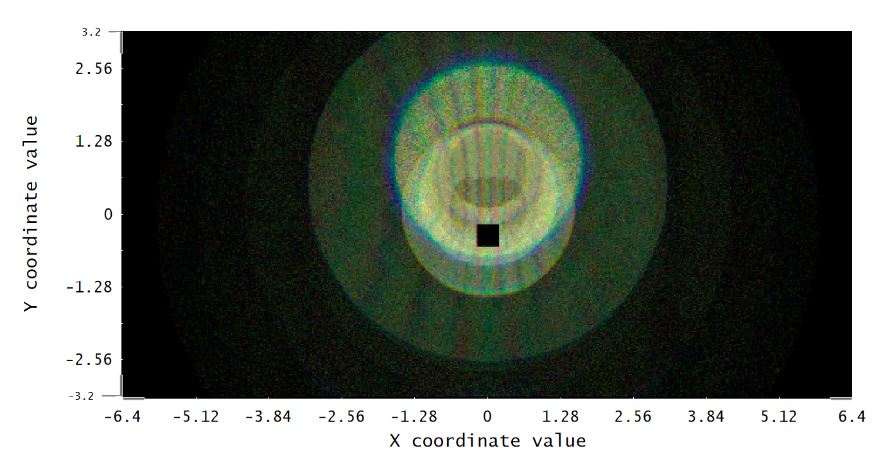 3.2
2.56
1.28
0
-1.28
-2.56
-3.2
Y coordinate value
-6.4 -5.12 -3.84 -2.56 -1.28 0 1.28 2.56 3.84 5.12 6.4
X coordinate value